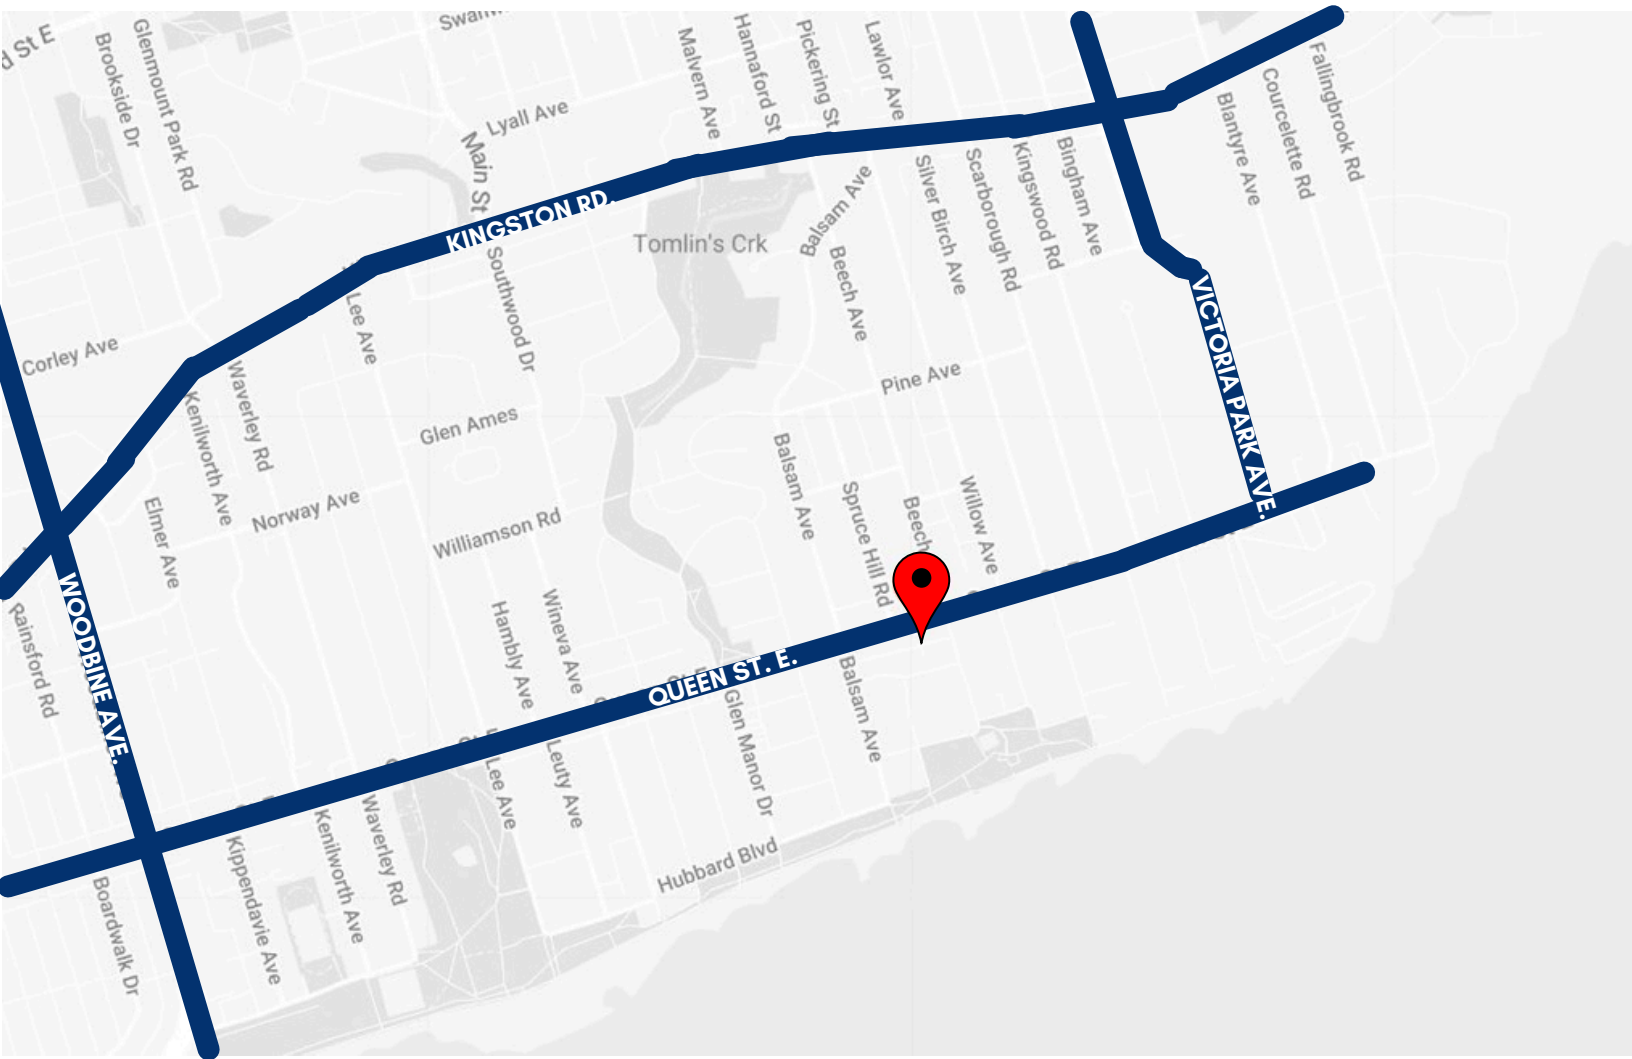 d St E
Brookside Dr
Glenmount Park Rd
Lyall Ave
Main St
Malvern Ave
Hannaford St
Pickering St
Lawlor Ave
Fallingbrook Rd
Courcelette Rd
Blantyre Ave
Bingham Ave
Kingswood Rd
Scarborough Rd
Silver Birch Ave
Balsam Ave
Beech Ave
KINGSTON RD.
Tomlin's Crk
Southwood Dr
Lee Ave
Corley Ave
Waverley Rd
Kenilworth Ave
VICTORIA PARK AVE.
Pine Ave
Glen Ames
Norway Ave
Elmer Ave
Williamson Rd
Balsam Ave
Spruce Hill Rd
Beech
Willow Ave
Rainsford Rd
WOODBINE AVE.
Hambly Ave
Wineva Ave
QUEEN ST. E.
Glen Manor Dr
Balsam Ave
Lee Ave
Leuty Ave
Waverley Rd
Kenilworth Ave
Kippendavie Ave
Boardwalk Dr
Hubbard Blvd